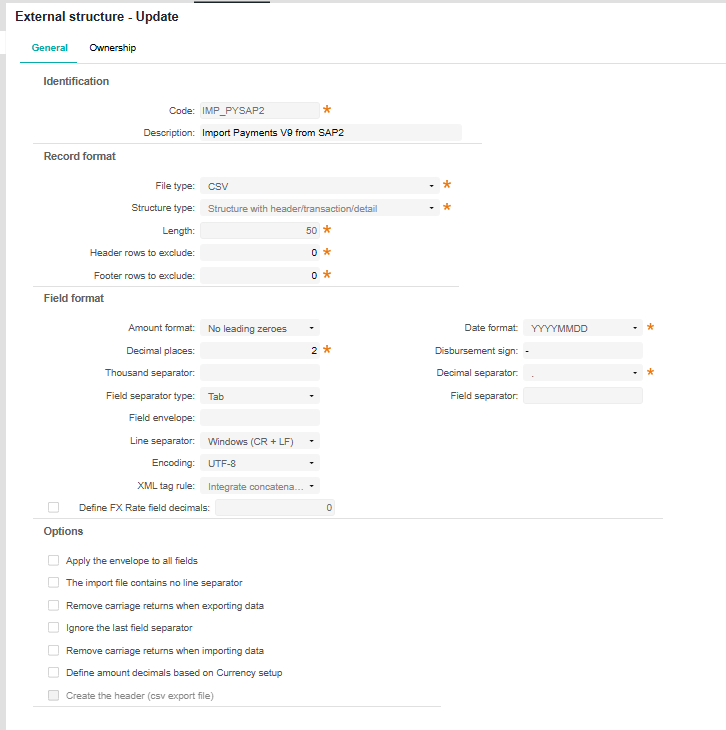 External structure - Update
General Ownership
Identification
Code: IMP_PYSAP2 *
Description: Import Payments V9 from SAP2
Record format
File type: CSV *
Structure type: Structure with header/transaction/detail *
Length: 50 *
Header rows to exclude: 0 *
Footer rows to exclude: 0 *
Field format
Amount format: No leading zeroes Date format: YYYYMMDD *
Decimal places: 2 * Disbursement sign: -
Thousand separator: Decimal separator: . *
Field separator type: Tab Field separator:
Field envelope:
Line separator: Windows (CR + LF)
Encoding: UTF-8
XML tag rule: Integrate concatena...
Define FX Rate field decimals: 0
Options
Apply the envelope to all fields
The import file contains no line separator
Remove carriage returns when exporting data
Ignore the last field separator
Remove carriage returns when importing data
Define amount decimals based on Currency setup
Create the header (csv export file)